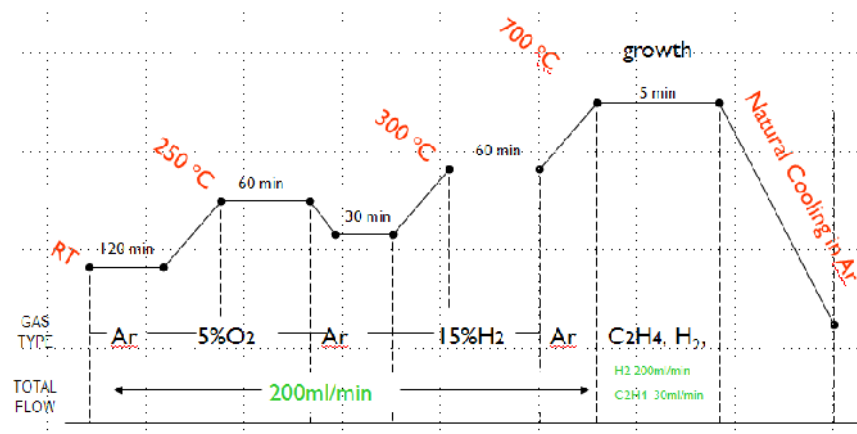 700 °C
growth
5 min
Natural Cooling in Ar
300 °C
60 min
250 °C
60 min
30 min
RT
120 min
GAS
TYPE
Ar
5%O2
Ar
15%H2
Ar
C2H4, H2,
TOTAL
FLOW
200ml/min
H2 200ml/min
C2H4 30ml/min